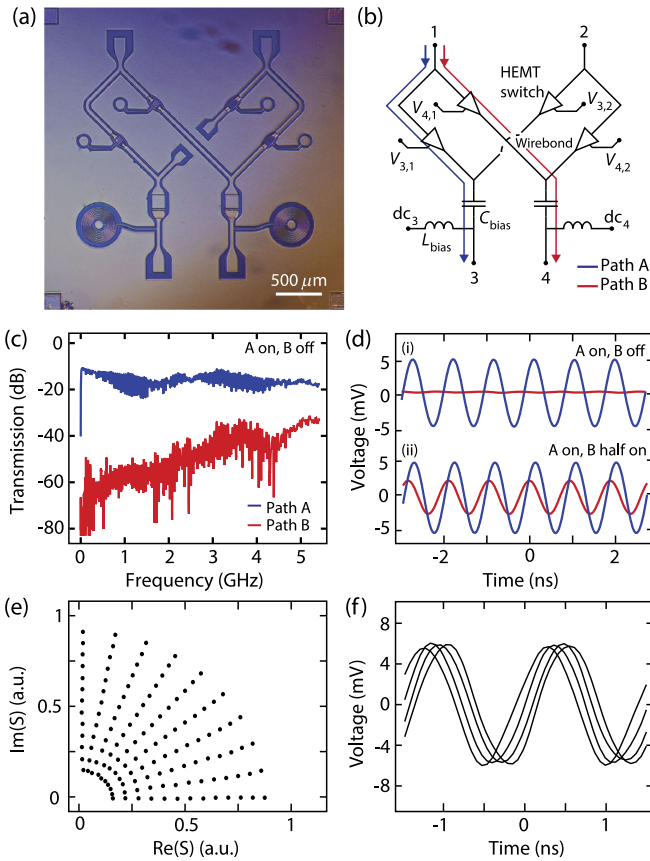 (a)
500 μm
(b)
1
2
HEMT
switch
V4,1
V3,2
Wirebond
V3,1
V4,2
dc3
Cbias
dc4
Lbias
3
4
Path A
Path B
(c)
0
-20
-40
-60
-80
Transmission (dB)
A on, B off
Path A
Path B
0
1
2
3
4
5
Frequency (GHz)
(d)
(i)
A on, B off
5
0
-5
(ii)
A on, B half on
5
0
-5
Voltage (mV)
-2
0
2
Time (ns)
(e)
1
0.5
0
Im(S) (a.u.)
0
0.5
1
Re(S) (a.u.)
(f)
8
4
0
-4
-8
Voltage (mV)
-1
0
1
Time (ns)